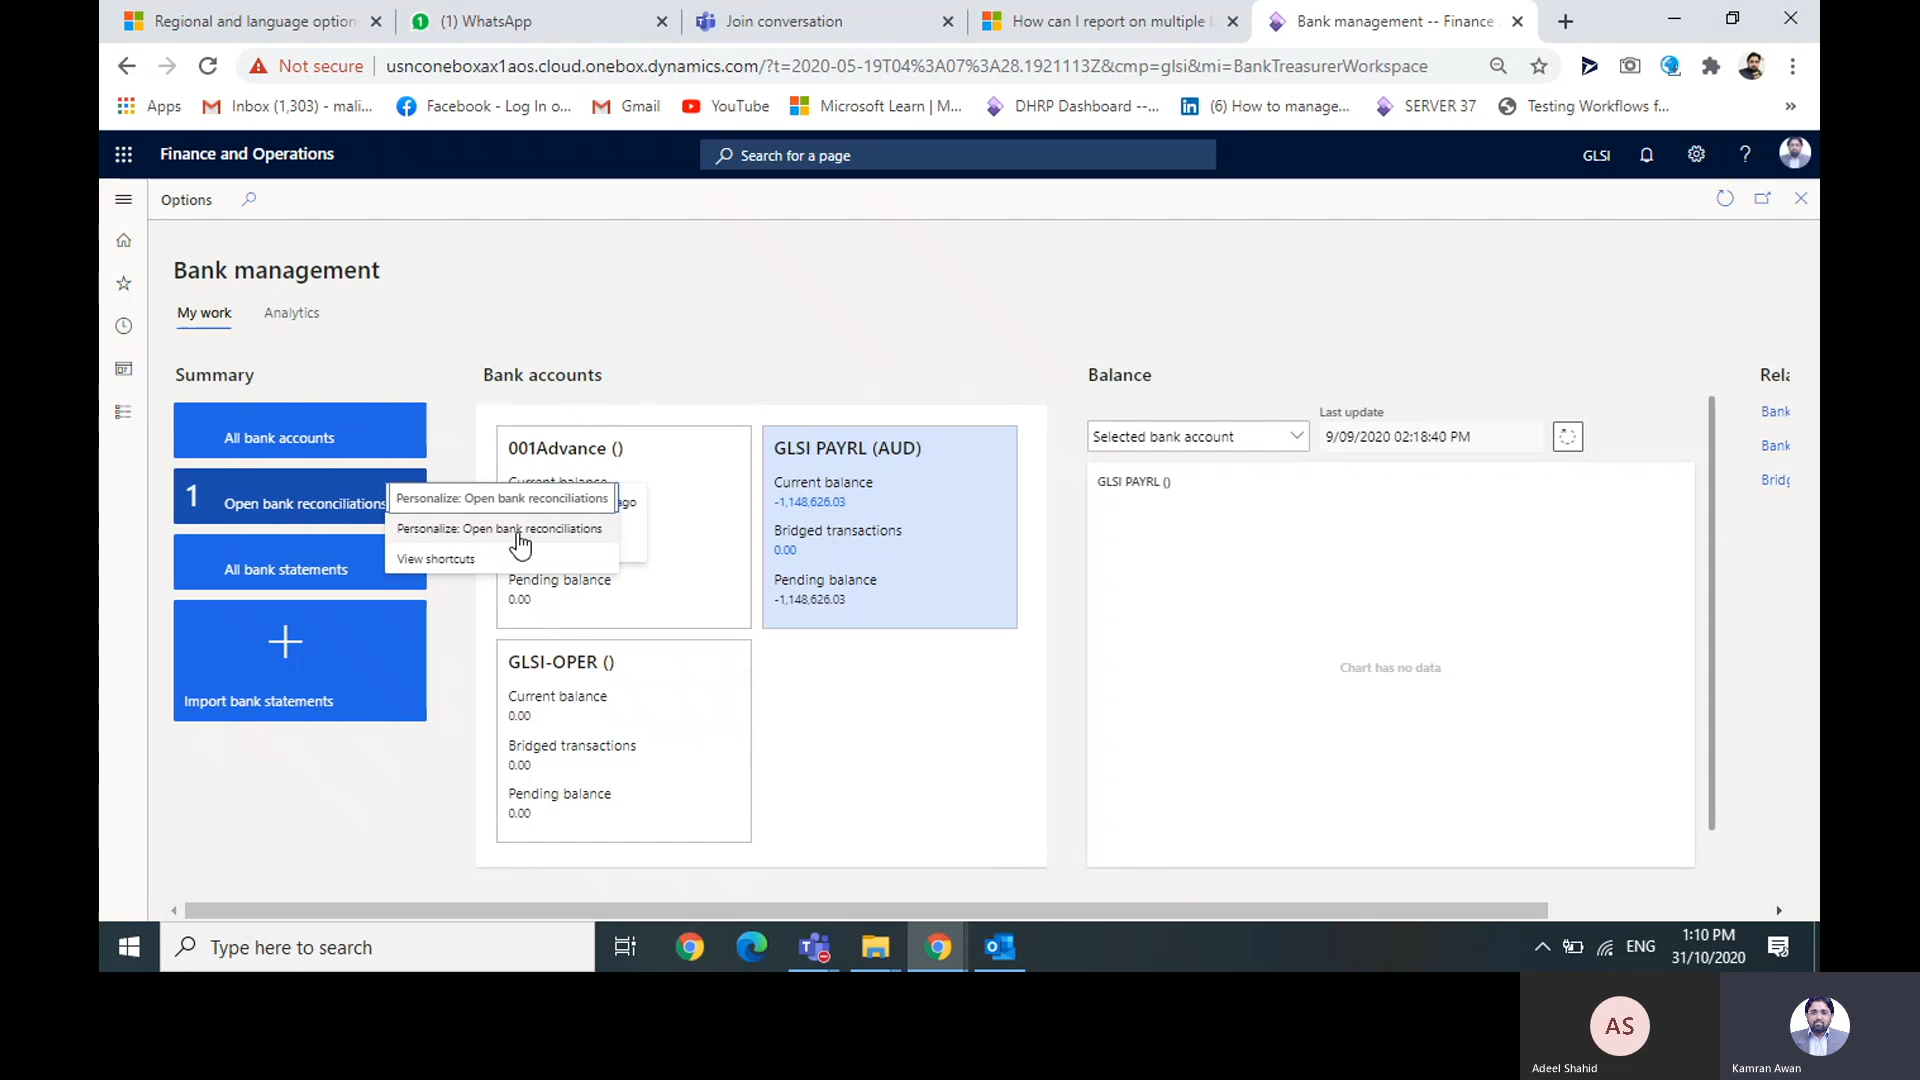 Regional and language option
(1) WhatsApp
Join conversation
How can I report on multiple l
Bank management -- Finance
Not secure
usnconeboxax1aos.cloud.onebox.dynamics.com/?t=2020-05-19T04%3A07%3A28.1921113Z&cmp=glsi&mi=BankTreasurerWorkspace
Apps
Inbox (1,303) - mali...
Facebook - Log In o...
Gmail
YouTube
Microsoft Learn | M...
DHRP Dashboard --...
(6) How to manage...
SERVER 37
Testing Workflows f...
Finance and Operations
Search for a page
GLSI
Options
Bank management
My work
Analytics
Summary
All bank accounts
1
Open bank reconciliations
All bank statements
Import bank statements
Personalize: Open bank reconciliations
Personalize: Open bank reconciliations
View shortcuts
ago
Bank accounts
001Advance ()
Current balance
Pending balance
0.00
GLSI PAYRL (AUD)
Current balance
-1,148,626.03
Bridged transactions
0.00
Pending balance
-1,148,626.03
GLSI-OPER ()
Current balance
0.00
Bridged transactions
0.00
Pending balance
0.00
Balance
Selected bank account
Last update
9/09/2020 02:18:40 PM
GLSI PAYRL ()
Chart has no data
Rela
Bank
Bank
Bridg
Type here to search
ENG
1:10 PM
31/10/2020
AS
Adeel Shahid
Kamran Awan